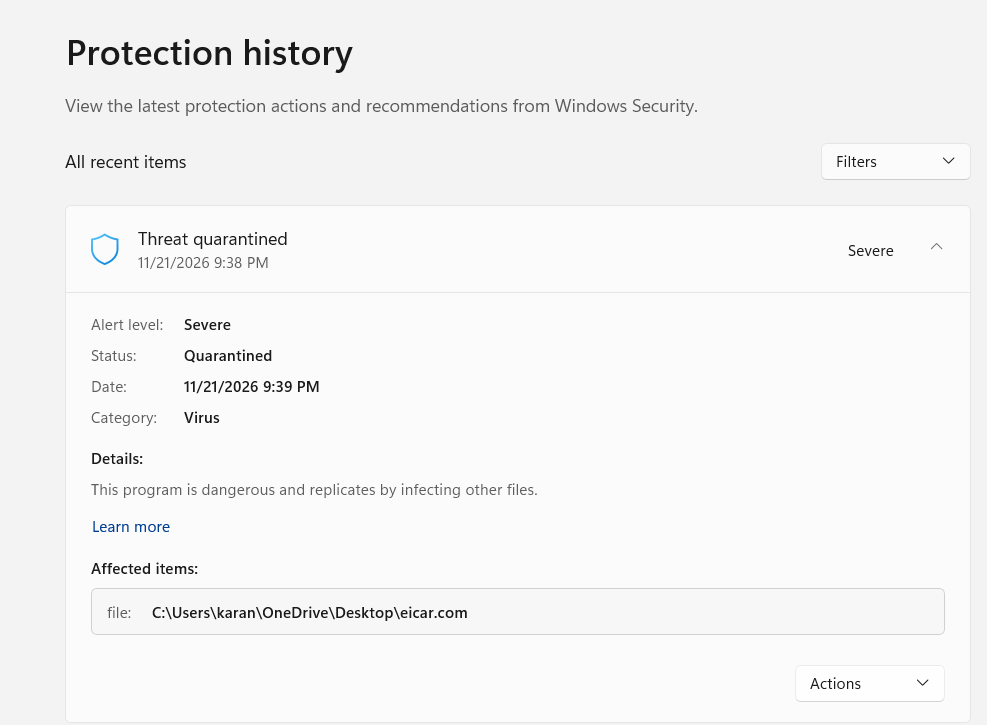 Protection history
View the latest protection actions and recommendations from Windows Security.
All recent items
Filters
Threat quarantined
11/21/2026 9:38 PM
Severe
Alert level: Severe
Status: Quarantined
Date: 11/21/2026 9:39 PM
Category: Virus
Details:
This program is dangerous and replicates by infecting other files.
Learn more
Affected items:
file: C:\Users\karan\OneDrive\Desktop\eicar.com
Actions